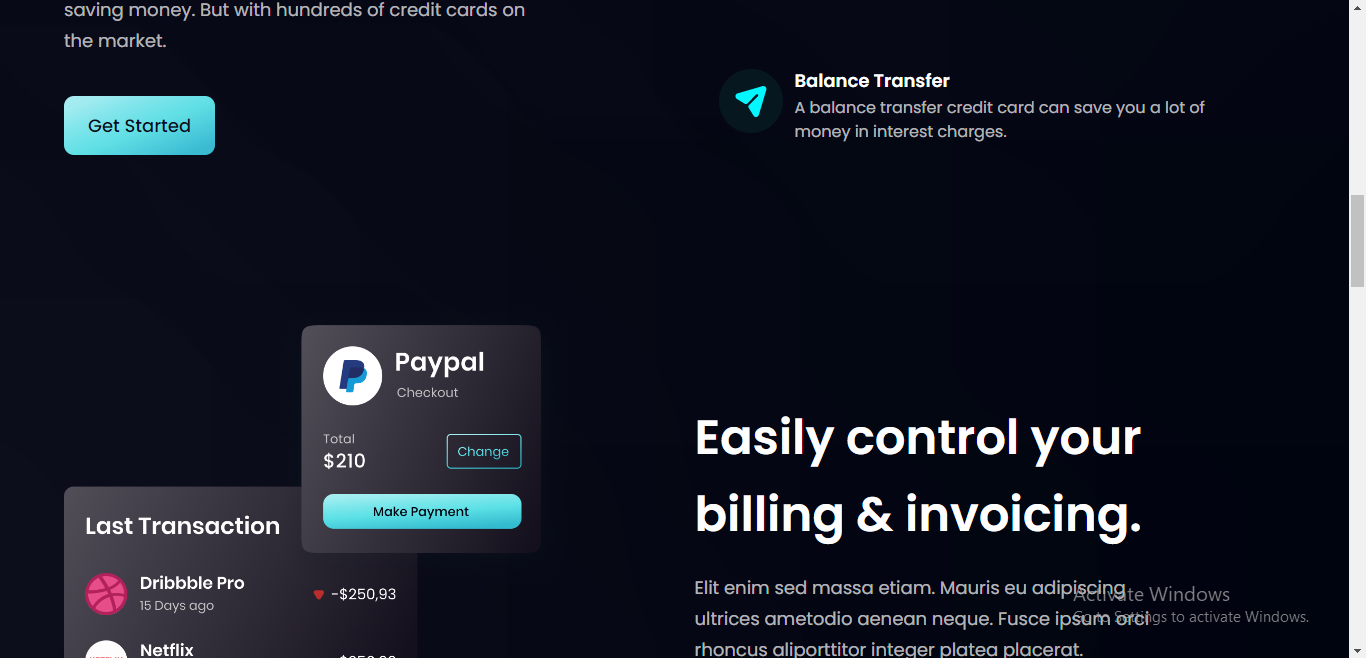 saving money. But with hundreds of credit cards on
the market.
Get Started
Balance Transfer
A balance transfer credit card can save you a lot of
money in interest charges.
Paypal
Checkout
Total
$210
Change
Make Payment
Last Transaction
Dribbble Pro
15 Days ago
-$250,93
Netflix
Easily control your
billing & invoicing.
Elit enim sed massa etiam. Mauris eu adipiscing
ultrices ametodio aenean neque. Fusce ipsum orci
rhoncus aliporttitor integer platea placerat.
Activate Windows
Go to Settings to activate Windows.